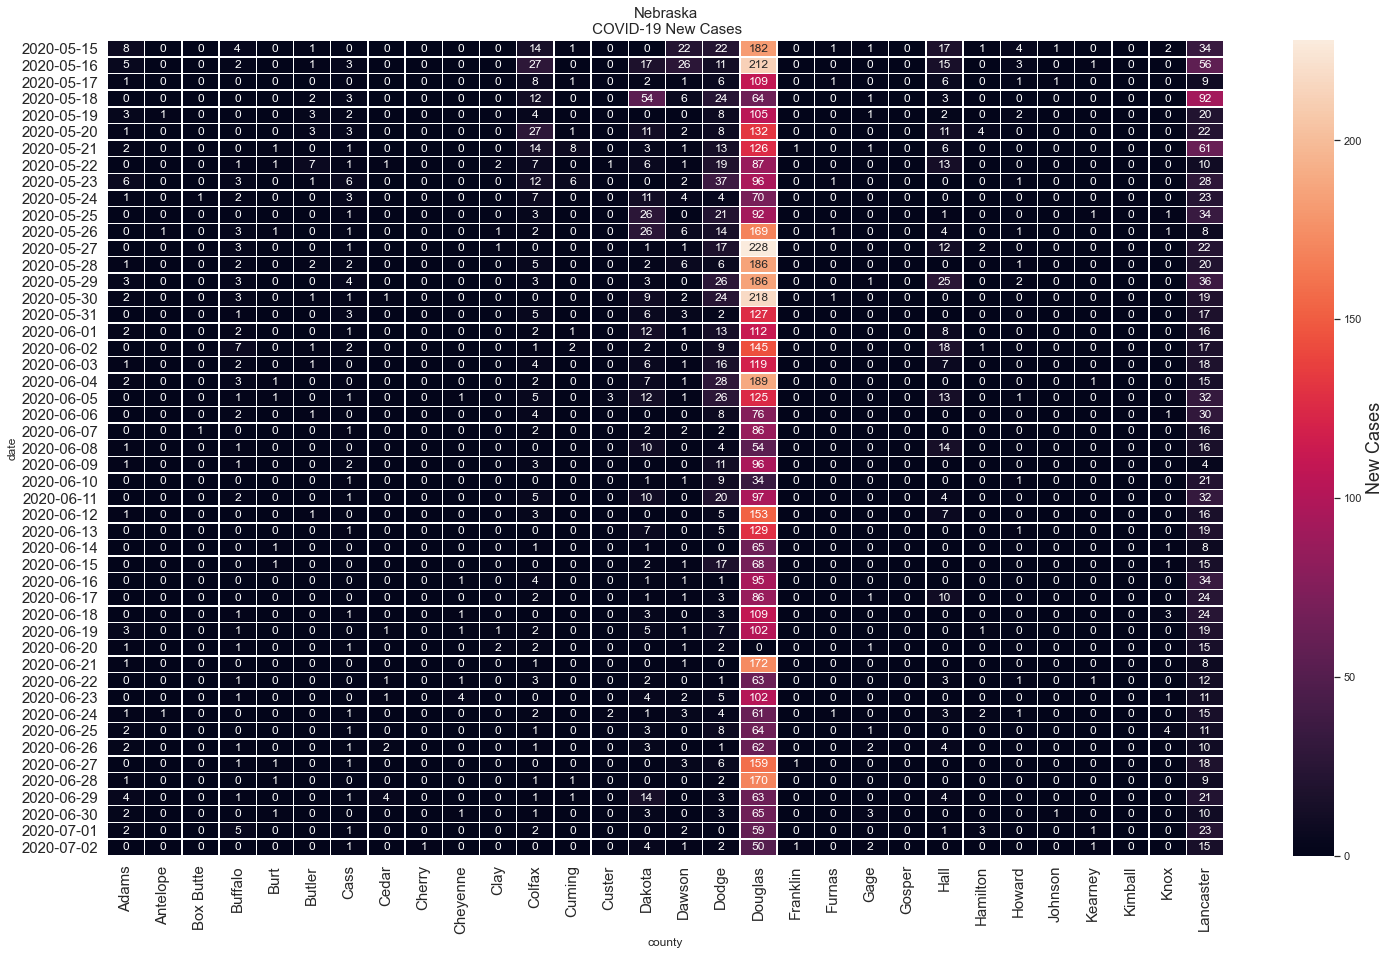 Nebraska
COVID-19 New Cases
2020-05-15 8 0 0 4 0 1 0 0 0 0 0 14 1 0 0 22 22 182 0 1 1 0 17 1 4 1 0 0 2 34
2020-05-16 5 0 0 2 0 1 3 0 0 0 0 27 0 0 17 26 11 212 0 0 0 0 15 0 3 0 1 0 0 56
2020-05-17 1 0 0 0 0 0 0 0 0 0 0 8 1 0 2 1 6 109 0 1 0 0 6 0 1 1 0 0 0 9
2020-05-18 0 0 0 0 0 2 3 0 0 0 0 12 0 0 54 6 24 64 0 0 1 0 3 0 0 0 0 0 0 92
2020-05-19 3 1 0 0 0 3 2 0 0 0 0 4 0 0 0 0 8 105 0 0 1 0 2 0 2 0 0 0 0 20
2020-05-20 1 0 0 0 0 3 3 0 0 0 0 27 1 0 11 2 8 132 0 0 0 0 11 4 0 0 0 0 0 22
2020-05-21 2 0 0 0 1 0 1 0 0 0 0 14 8 0 3 1 13 126 1 0 1 0 6 0 0 0 0 0 0 61
2020-05-22 0 0 0 1 1 7 1 1 0 0 2 7 0 1 6 1 19 87 0 0 0 0 13 0 0 0 0 0 0 10
2020-05-23 6 0 0 3 0 1 6 0 0 0 0 12 6 0 0 2 37 96 0 1 0 0 0 0 1 0 0 0 0 28
2020-05-24 1 0 1 2 0 0 3 0 0 0 0 7 0 0 11 4 4 70 0 0 0 0 0 0 0 0 0 0 0 23
2020-05-25 0 0 0 0 0 0 1 0 0 0 0 3 0 0 26 0 21 92 0 0 0 0 1 0 0 0 1 0 1 34
2020-05-26 0 1 0 3 1 0 1 0 0 0 1 2 0 0 26 6 14 169 0 1 0 0 4 0 1 0 0 0 1 8
2020-05-27 0 0 0 3 0 0 1 0 0 0 1 0 0 0 1 1 17 228 0 0 0 0 12 2 0 0 0 0 0 22
2020-05-28 1 0 0 2 0 2 2 0 0 0 0 5 0 0 2 6 6 186 0 0 0 0 0 0 1 0 0 0 0 20
2020-05-29 3 0 0 3 0 0 4 0 0 0 0 3 0 0 3 0 26 186 0 0 1 0 25 0 2 0 0 0 0 36
2020-05-30 2 0 0 3 0 1 1 1 0 0 0 0 0 0 9 2 24 218 0 1 0 0 0 0 0 0 0 0 0 19
2020-05-31 0 0 0 1 0 0 3 0 0 0 0 5 0 0 6 3 2 127 0 0 0 0 0 0 0 0 0 0 0 17
2020-06-01 2 0 0 2 0 0 1 0 0 0 0 2 1 0 12 1 13 112 0 0 0 0 8 0 0 0 0 0 0 16
2020-06-02 0 0 0 7 0 1 2 0 0 0 0 1 2 0 2 0 9 145 0 0 0 0 18 1 0 0 0 0 0 17
2020-06-03 1 0 0 2 0 1 0 0 0 0 0 4 0 0 6 1 16 119 0 0 0 0 7 0 0 0 0 0 0 18
2020-06-04 2 0 0 3 1 0 0 0 0 0 0 2 0 0 7 1 28 189 0 0 0 0 0 0 0 0 1 0 0 15
2020-06-05 0 0 0 1 1 0 1 0 0 1 0 5 0 3 12 1 26 125 0 0 0 0 13 0 1 0 0 0 0 32
2020-06-06 0 0 0 2 0 1 0 0 0 0 0 4 0 0 0 0 8 76 0 0 0 0 0 0 0 0 0 0 1 30
2020-06-07 0 0 1 0 0 0 1 0 0 0 0 2 0 0 2 2 2 86 0 0 0 0 0 0 0 0 0 0 0 16
2020-06-08 1 0 0 1 0 0 0 0 0 0 0 0 0 0 10 0 4 54 0 0 0 0 14 0 0 0 0 0 0 16
2020-06-09 1 0 0 1 0 0 2 0 0 0 0 3 0 0 0 0 11 96 0 0 0 0 0 0 0 0 0 0 0 4
2020-06-10 0 0 0 0 0 0 1 0 0 0 0 0 0 0 1 1 9 34 0 0 0 0 0 0 1 0 0 0 0 21
2020-06-11 0 0 0 2 0 0 1 0 0 0 0 5 0 0 10 0 20 97 0 0 0 0 4 0 0 0 0 0 0 32
2020-06-12 1 0 0 0 0 1 0 0 0 0 0 3 0 0 0 0 5 153 0 0 0 0 7 0 0 0 0 0 0 16
2020-06-13 0 0 0 0 0 0 1 0 0 0 0 0 0 0 7 0 5 129 0 0 0 0 0 0 1 0 0 0 0 19
2020-06-14 0 0 0 0 1 0 0 0 0 0 0 1 0 0 1 0 0 65 0 0 0 0 0 0 0 0 0 0 1 8
2020-06-15 0 0 0 0 1 0 0 0 0 0 0 0 0 0 2 1 17 68 0 0 0 0 0 0 0 0 0 0 1 15
2020-06-16 0 0 0 0 0 0 0 0 0 1 0 4 0 0 1 1 1 95 0 0 0 0 0 0 0 0 0 0 0 34
2020-06-17 0 0 0 0 0 0 0 0 0 0 0 2 0 0 1 1 3 86 0 0 1 0 10 0 0 0 0 0 0 24
2020-06-18 0 0 0 1 0 0 1 0 0 1 0 0 0 0 3 0 3 109 0 0 0 0 0 0 0 0 0 0 3 24
2020-06-19 3 0 0 1 0 0 0 1 0 1 1 2 0 0 5 1 7 102 0 0 0 0 0 1 0 0 0 0 0 19
2020-06-20 1 0 0 1 0 0 1 0 0 0 2 2 0 0 0 1 2 0 0 0 1 0 0 0 0 0 0 0 0 15
2020-06-21 1 0 0 0 0 0 0 0 0 0 0 1 0 0 0 1 0 172 0 0 0 0 0 0 0 0 0 0 0 8
2020-06-22 0 0 0 1 0 0 0 1 0 1 0 3 0 0 2 0 1 63 0 0 0 0 3 0 1 0 1 0 0 12
2020-06-23 0 0 0 1 0 0 0 1 0 4 0 0 0 0 4 2 5 102 0 0 0 0 0 0 0 0 0 0 1 11
2020-06-24 1 1 0 0 0 0 1 0 0 0 0 2 0 2 1 3 4 61 0 1 0 0 3 2 1 0 0 0 0 15
2020-06-25 2 0 0 0 0 0 1 0 0 0 0 1 0 0 3 0 8 64 0 0 1 0 0 0 0 0 0 0 4 11
2020-06-26 2 0 0 1 0 0 1 2 0 0 0 1 0 0 3 0 1 62 0 0 2 0 4 0 0 0 0 0 0 10
2020-06-27 0 0 0 1 1 0 1 0 0 0 0 0 0 0 0 3 6 159 1 0 0 0 0 0 0 0 0 0 0 18
2020-06-28 1 0 0 0 1 0 0 0 0 0 0 1 1 0 0 0 2 170 0 0 0 0 0 0 0 0 0 0 0 9
2020-06-29 4 0 0 1 0 0 1 4 0 0 0 1 1 0 14 0 3 63 0 0 0 0 4 0 0 0 0 0 0 21
2020-06-30 2 0 0 0 1 0 0 0 0 1 0 1 0 0 3 0 3 65 0 0 3 0 0 0 0 1 0 0 0 10
2020-07-01 2 0 0 5 0 0 1 0 0 0 0 2 0 0 0 2 0 59 0 0 0 0 1 3 0 0 1 0 0 23
2020-07-02 0 0 0 0 0 0 1 0 1 0 0 0 0 0 4 1 2 50 1 0 2 0 0 0 0 0 1 0 0 15
date
Adams Antelope Box Butte Buffalo Burt Butler Cass Cedar Cherry Cheyenne Clay Colfax Cuming Custer Dakota Dawson Dodge Douglas Franklin Furnas Gage Gosper Hall Hamilton Howard Johnson Kearney Kimball Knox Lancaster
county
200
150
100
50
0
New Cases